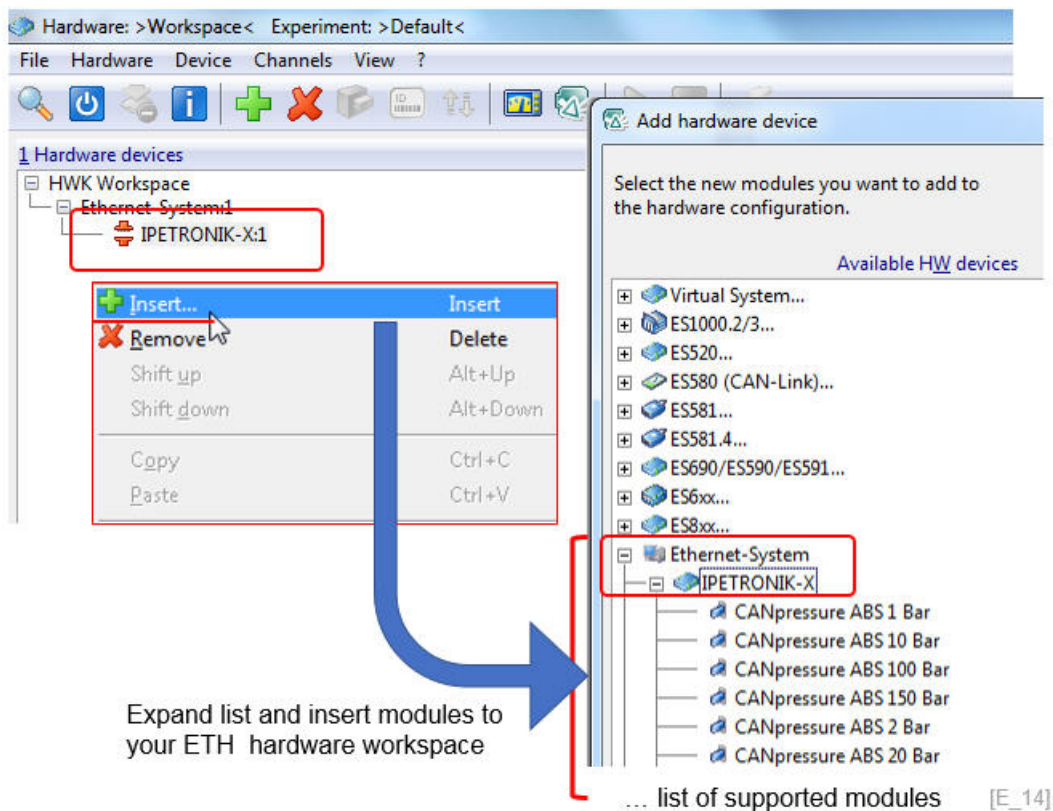 Hardware: >Workspace< Experiment: >Default<
File Hardware Device Channels View ?
1 Hardware devices
HWK Workspace
Ethernet-System:1
IPETRONIK-X:1
Insert... Insert
Remove Delete
Shift up Alt+Up
Shift down Alt+Down
Copy Ctrl+C
Paste Ctrl+V
Expand list and insert modules to
your ETH hardware workspace
Add hardware device
Select the new modules you want to add to
the hardware configuration.
Available HW devices
Virtual System...
ES1000.2/3...
ES520...
ES580 (CAN-Link)...
ES581...
ES581.4...
ES690/ES590/ES591...
ES6xx...
ES8xx...
Ethernet-System
IPETRONIK-X
CANpressure ABS 1 Bar
CANpressure ABS 10 Bar
CANpressure ABS 100 Bar
CANpressure ABS 150 Bar
CANpressure ABS 2 Bar
CANpressure ABS 20 Bar
... list of supported modules [E_14]